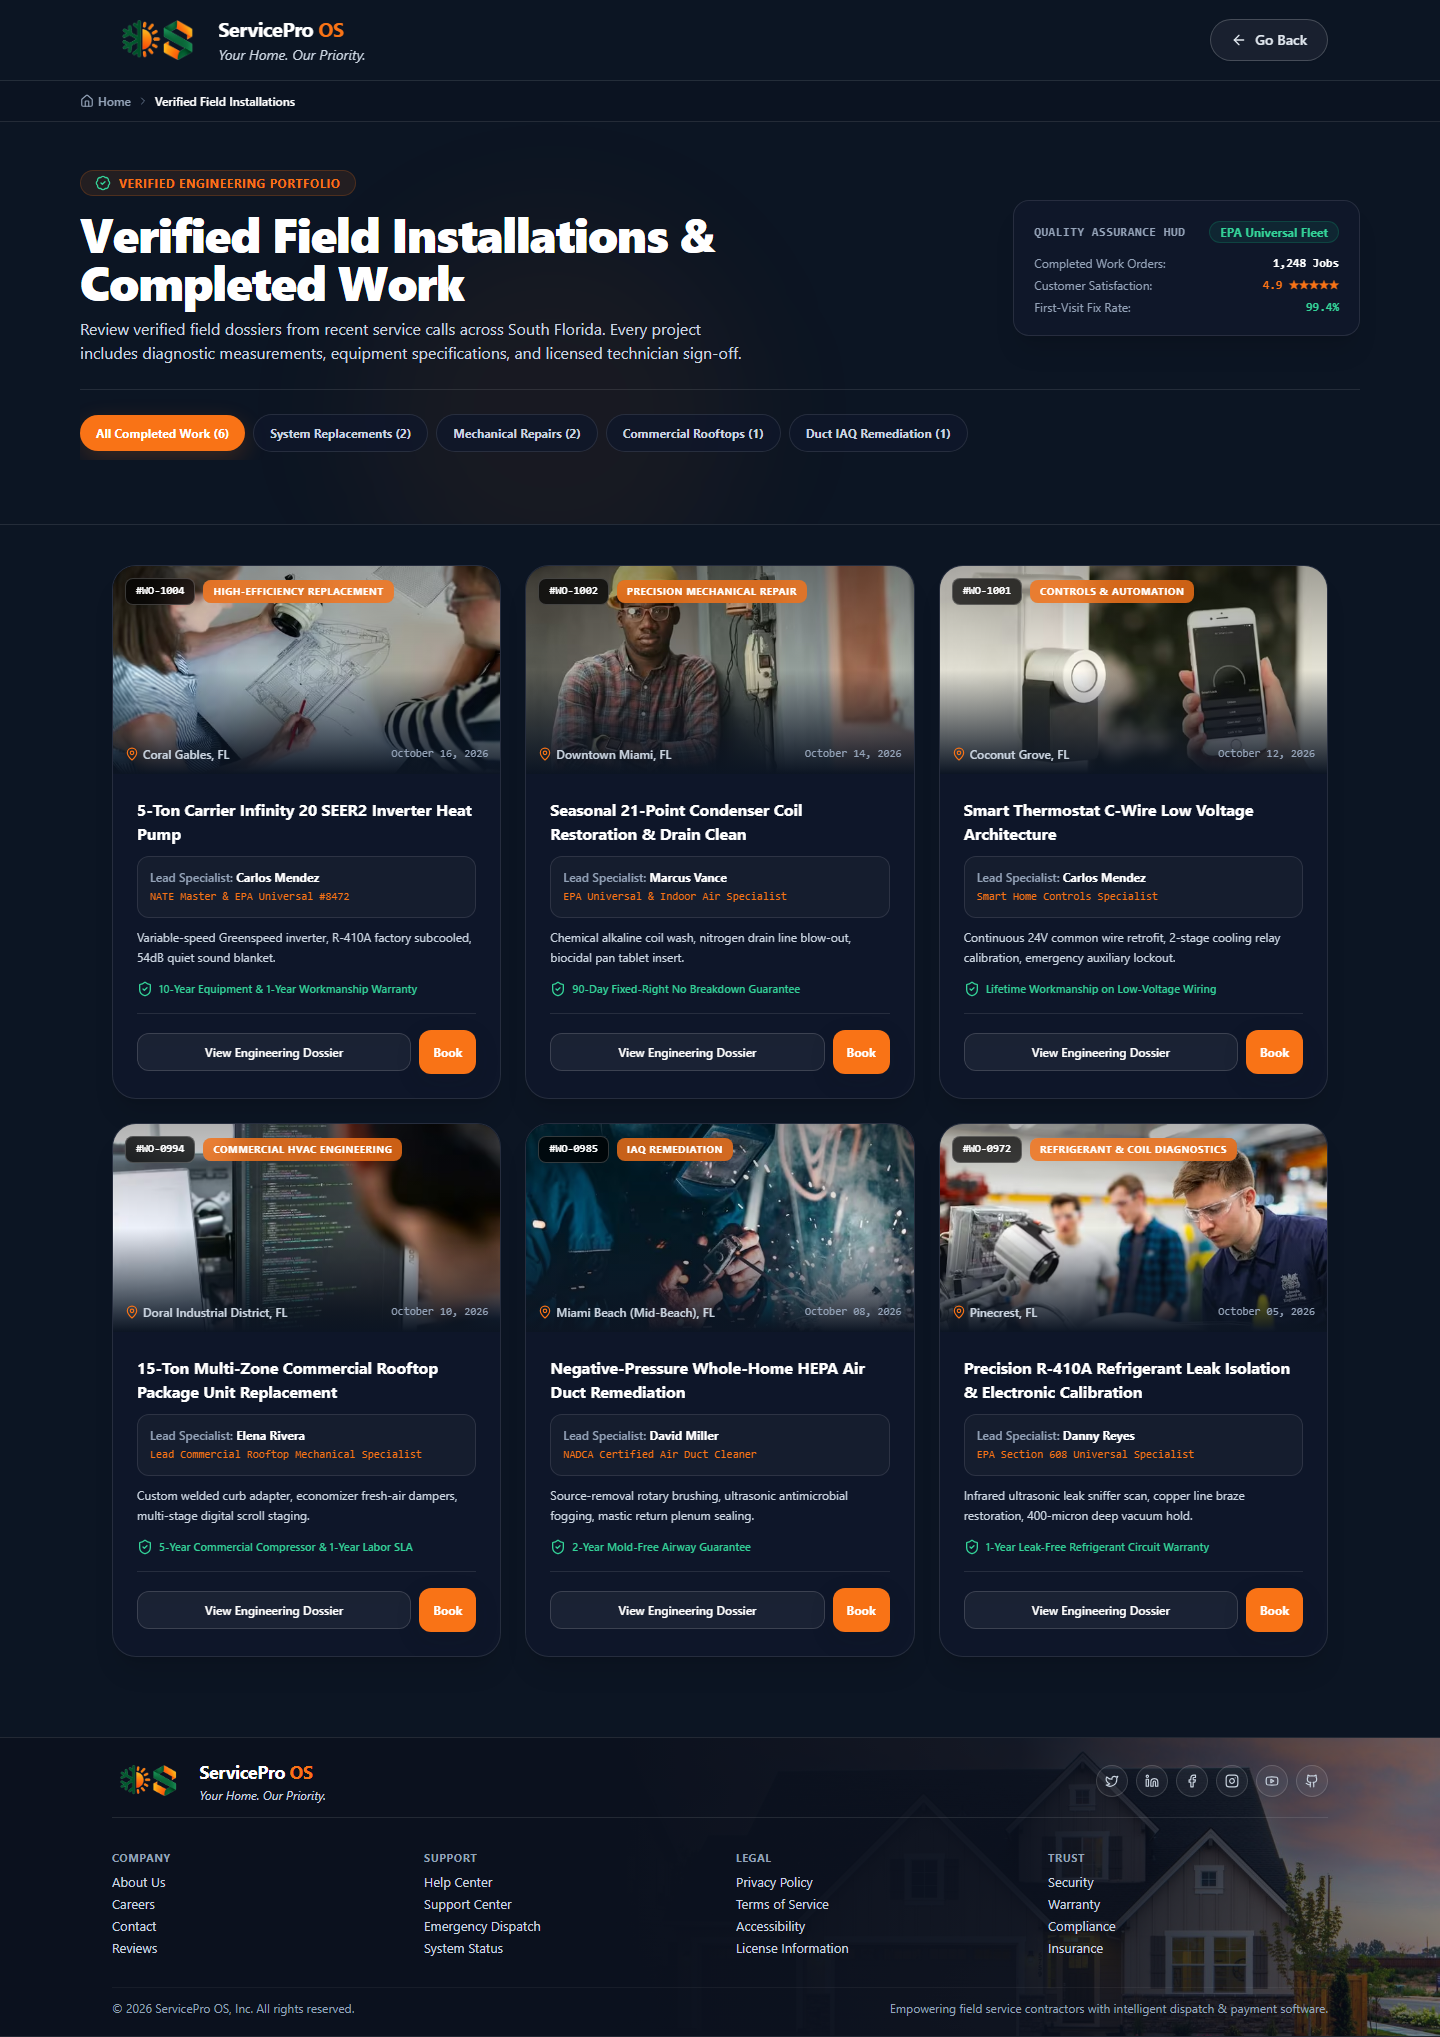 ServicePro OS
Your Home. Our Priority.
Go Back
Home
Verified Field Installations
VERIFIED ENGINEERING PORTFOLIO
Verified Field Installations &
Completed Work
Review verified field dossiers from recent service calls across South Florida. Every project
includes diagnostic measurements, equipment specifications, and licensed technician sign-off.
QUALITY ASSURANCE HUD
EPA Universal Fleet
Completed Work Orders:
1,248 Jobs
Customer Satisfaction:
4.9 ★★★★★
First-Visit Fix Rate:
99.4%
All Completed Work (6)
System Replacements (2)
Mechanical Repairs (2)
Commercial Rooftops (1)
Duct IAQ Remediation (1)
#WO-1004
HIGH-EFFICIENCY REPLACEMENT
Coral Gables, FL
October 16, 2026
5-Ton Carrier Infinity 20 SEER2 Inverter Heat
Pump
Lead Specialist: Carlos Mendez
NATE Master & EPA Universal #8472
Variable-speed Greenspeed inverter, R-410A factory subcooled,
54dB quiet sound blanket.
10-Year Equipment & 1-Year Workmanship Warranty
View Engineering Dossier
Book
#WO-1002
PRECISION MECHANICAL REPAIR
Downtown Miami, FL
October 14, 2026
Seasonal 21-Point Condenser Coil
Restoration & Drain Clean
Lead Specialist: Marcus Vance
EPA Universal & Indoor Air Specialist
Chemical alkaline coil wash, nitrogen drain line blow-out,
biocidal pan tablet insert.
90-Day Fixed-Right No Breakdown Guarantee
View Engineering Dossier
Book
#WO-1001
CONTROLS & AUTOMATION
Coconut Grove, FL
October 12, 2026
Smart Thermostat C-Wire Low Voltage
Architecture
Lead Specialist: Carlos Mendez
Smart Home Controls Specialist
Continuous 24V common wire retrofit, 2-stage cooling relay
calibration, emergency auxiliary lockout.
Lifetime Workmanship on Low-Voltage Wiring
View Engineering Dossier
Book
#WO-0994
COMMERCIAL HVAC ENGINEERING
Doral Industrial District, FL
October 10, 2026
15-Ton Multi-Zone Commercial Rooftop
Package Unit Replacement
Lead Specialist: Elena Rivera
Lead Commercial Rooftop Mechanical Specialist
Custom welded curb adapter, economizer fresh-air dampers,
multi-stage digital scroll staging.
5-Year Commercial Compressor & 1-Year Labor SLA
View Engineering Dossier
Book
#WO-0985
IAQ REMEDIATION
Miami Beach (Mid-Beach), FL
October 08, 2026
Negative-Pressure Whole-Home HEPA Air
Duct Remediation
Lead Specialist: David Miller
NADCA Certified Air Duct Cleaner
Source-removal rotary brushing, ultrasonic antimicrobial
fogging, mastic return plenum sealing.
2-Year Mold-Free Airway Guarantee
View Engineering Dossier
Book
#WO-0972
REFRIGERANT & COIL DIAGNOSTICS
Pinecrest, FL
October 05, 2026
Precision R-410A Refrigerant Leak Isolation
& Electronic Calibration
Lead Specialist: Danny Reyes
EPA Section 608 Universal Specialist
Infrared ultrasonic leak sniffer scan, copper line braze
restoration, 400-micron deep vacuum hold.
1-Year Leak-Free Refrigerant Circuit Warranty
View Engineering Dossier
Book
ServicePro OS
Your Home. Our Priority.
COMPANY
About Us
Careers
Contact
Reviews
SUPPORT
Help Center
Support Center
Emergency Dispatch
System Status
LEGAL
Privacy Policy
Terms of Service
Accessibility
License Information
TRUST
Security
Warranty
Compliance
Insurance
© 2026 ServicePro OS, Inc. All rights reserved.
Empowering field service contractors with intelligent dispatch & payment software.